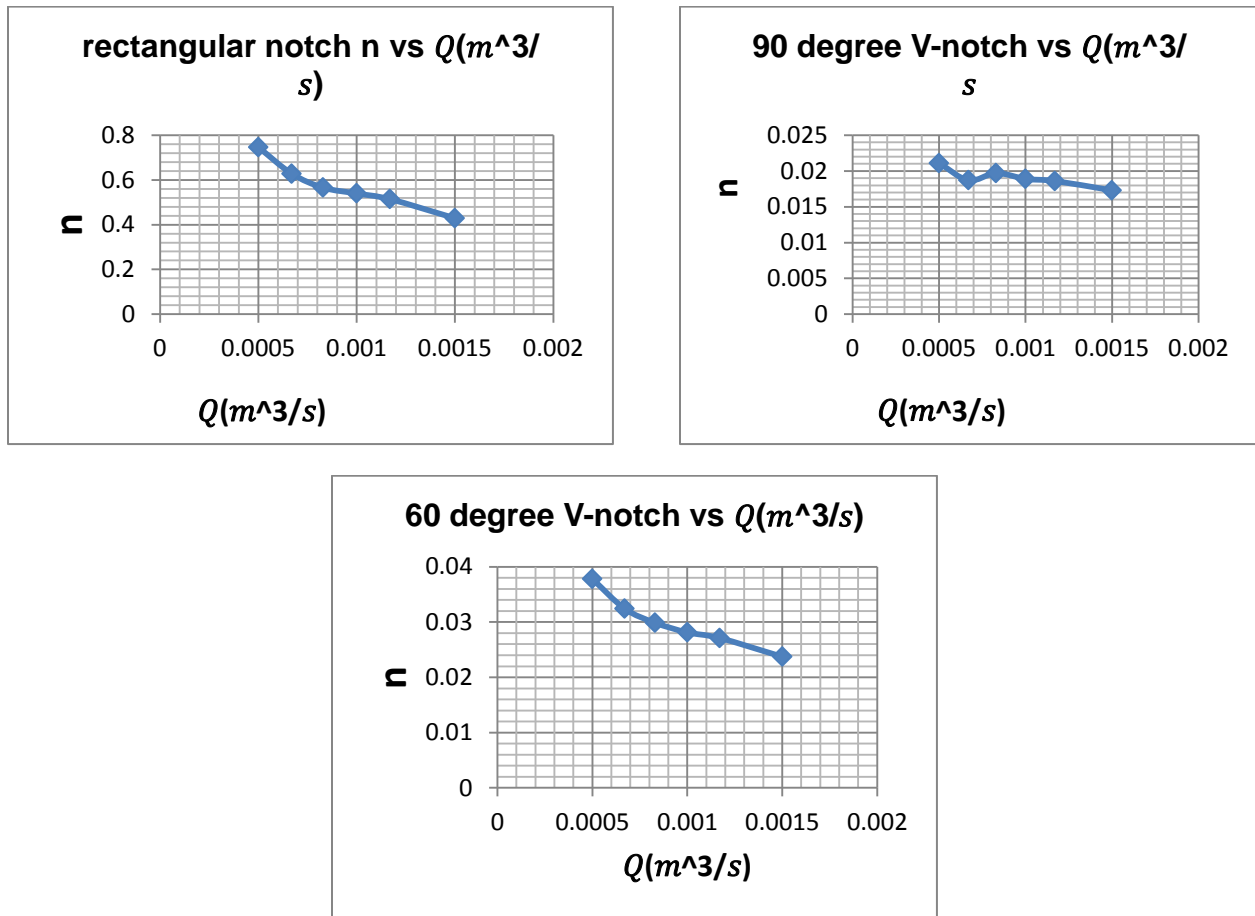 rectangular notch n vs Q(m^3/
s)
0.8
0.6
0.4
0.2
0
n
0 0.0005 0.001 0.0015 0.002
Q(m^3/s)
90 degree V-notch vs Q(m^3/
s
0.025
0.02
0.015
0.01
0.005
0
n
0 0.0005 0.001 0.0015 0.002
Q(m^3/s)
60 degree V-notch vs Q(m^3/s)
0.04
0.03
0.02
0.01
0
n
0 0.0005 0.001 0.0015 0.002
Q(m^3/s)